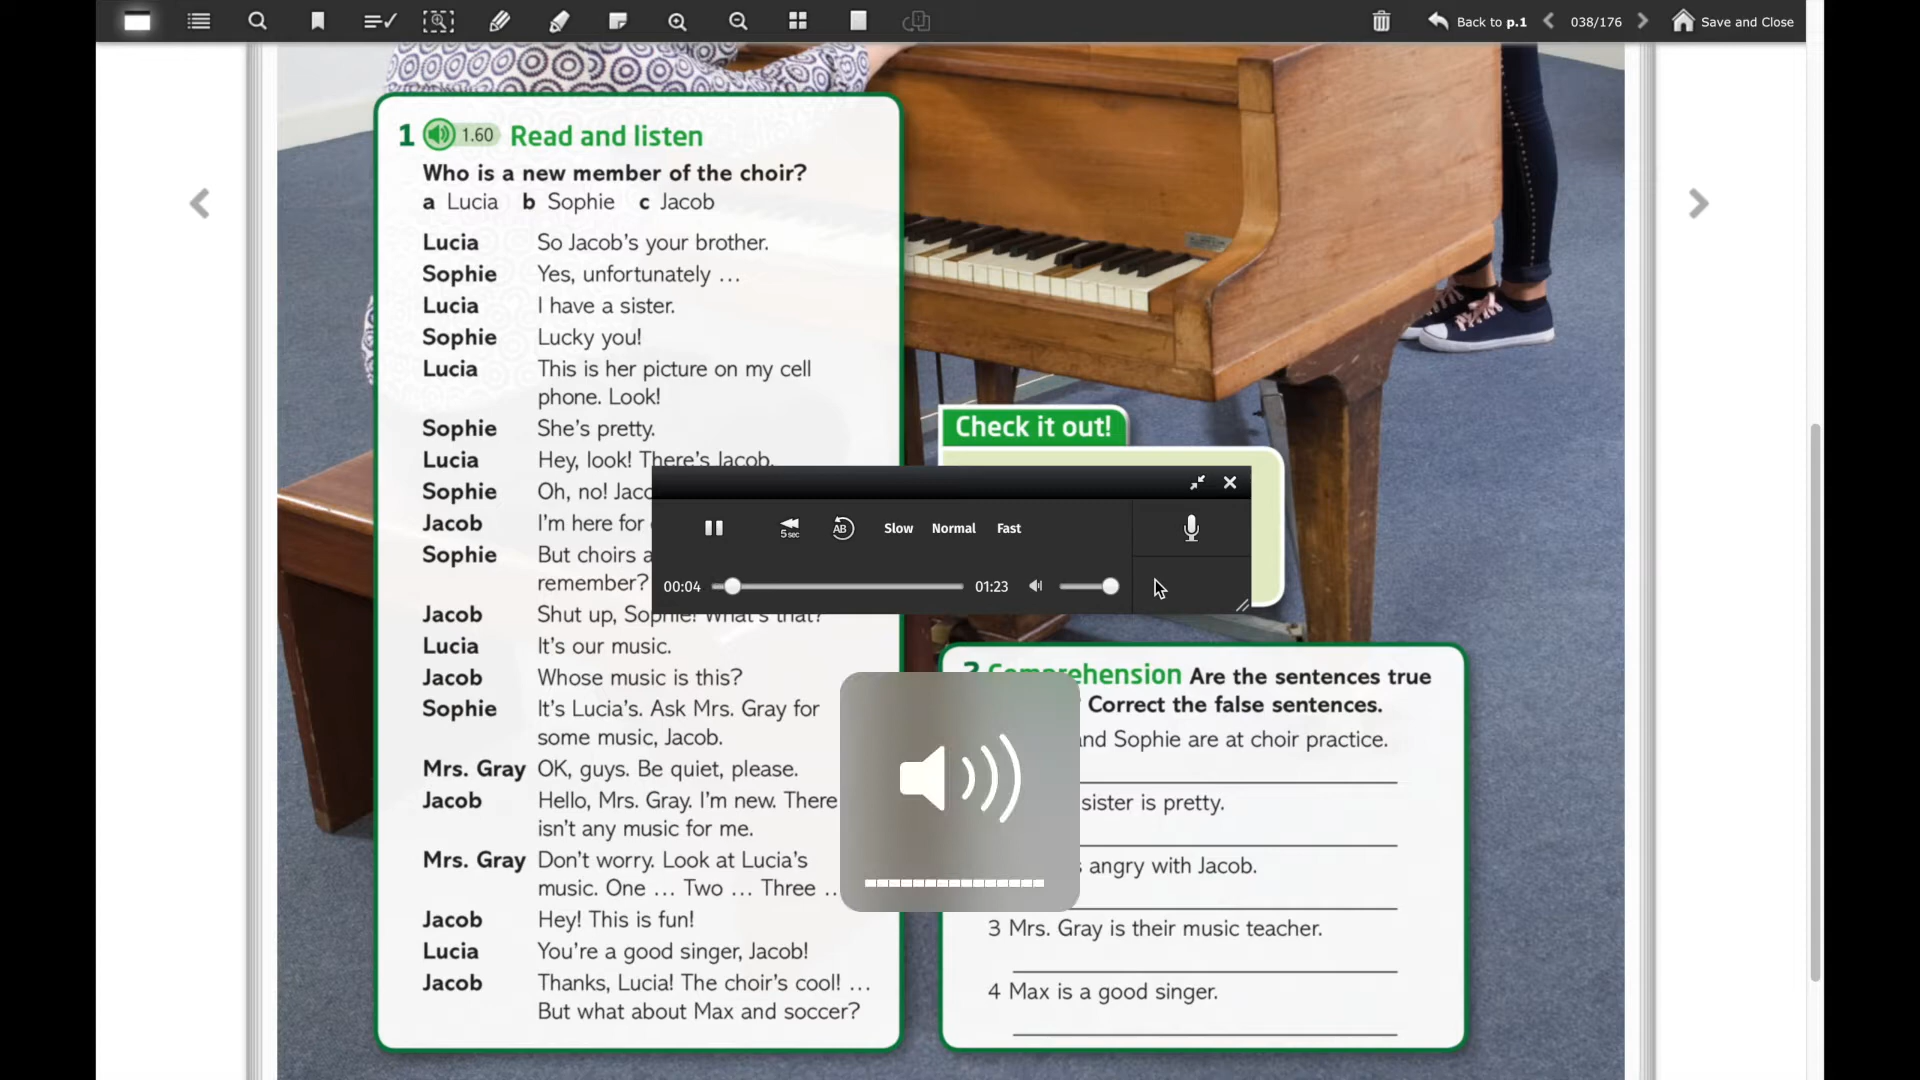 Back to p.1
038/176
Save and Close
1 1.60 Read and listen
Who is a new member of the choir?
a Lucia b Sophie c Jacob
Lucia So Jacob's your brother.
Sophie Yes, unfortunately …
Lucia I have a sister.
Sophie Lucky you!
Lucia This is her picture on my cell
phone. Look!
Sophie She's pretty.
Lucia Hey, look! There's Jacob.
Sophie Oh, no!
Jacob I'm here for
Sophie But choirs
remember?
Jacob Shut up, Sophie! What's that?
Lucia It's our music.
Jacob Whose music is this?
Sophie It's Lucia's. Ask Mrs. Gray for
some music, Jacob.
Mrs. Gray OK, guys. Be quiet, please.
Jacob Hello, Mrs. Gray. I'm new. There
isn't any music for me.
Mrs. Gray Don't worry. Look at Lucia's
music. One … Two … Three …
Jacob Hey! This is fun!
Lucia You're a good singer, Jacob!
Jacob Thanks, Lucia! The choir's cool! …
But what about Max and soccer?
Check it out!
5 sec
AB
Slow Normal Fast
00:04
01:23
Comprehension Are the sentences true
Correct the false sentences.
and Sophie are at choir practice.
sister is pretty.
angry with Jacob.
3 Mrs. Gray is their music teacher.
4 Max is a good singer.